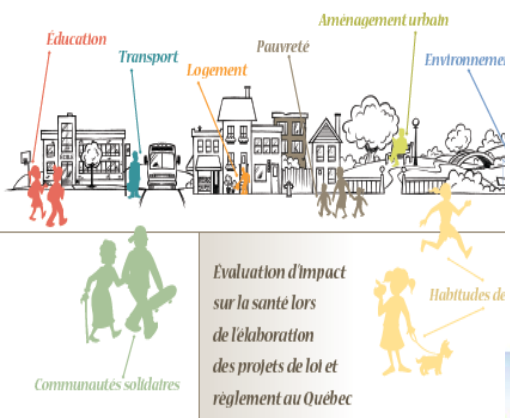 Aménagement urbain
Éducation
Pauvreté
Transport
Logement
Environneme
Évaluation d'impact
sur la santé lors
de l'élaboration
des projets de loi et
règlement au Québec
Habitudes de
Communautés solidaires